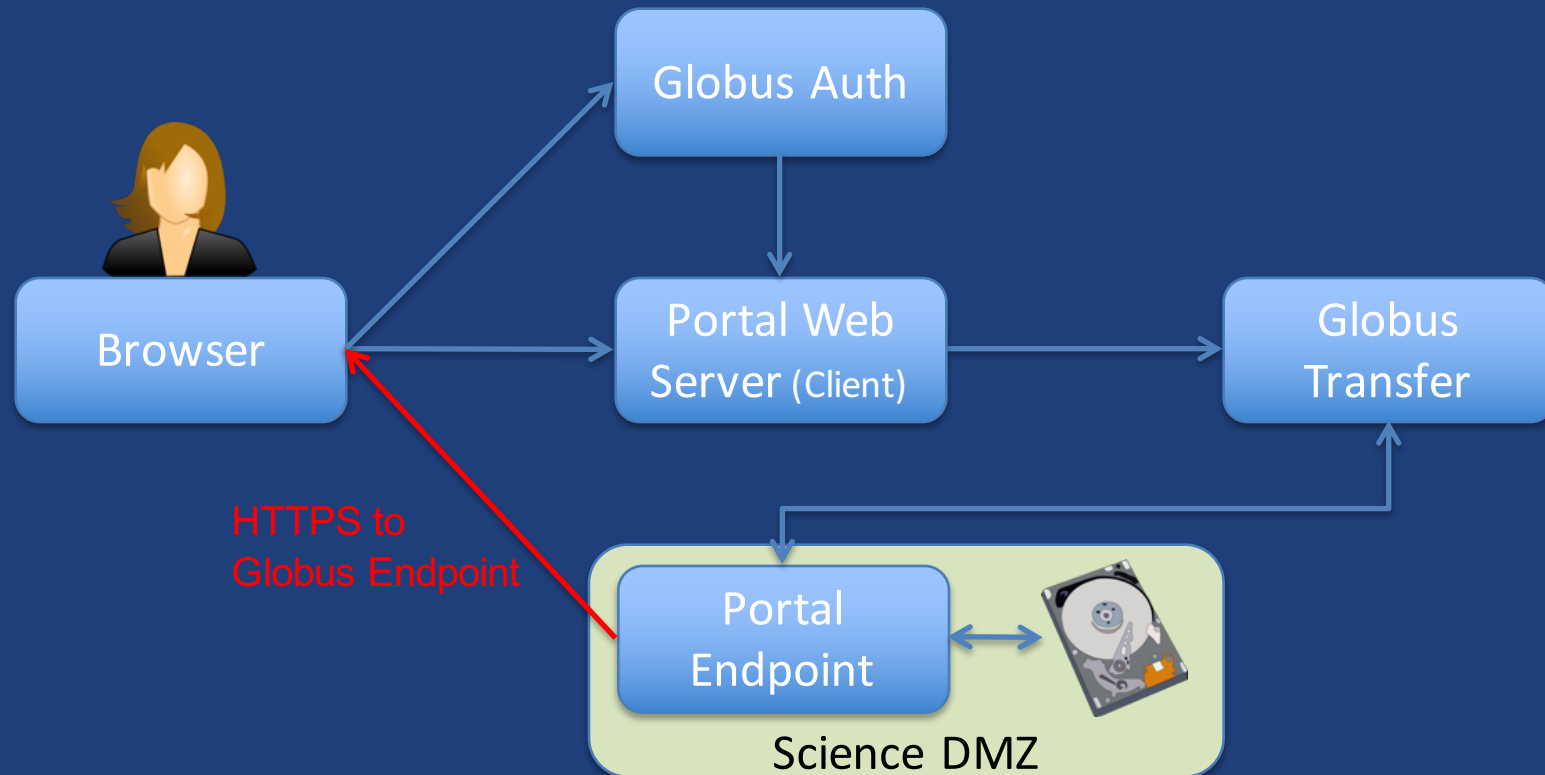 Globus Auth
Browser
Portal Web
Server (Client)
Globus
Transfer
HTTPS to
Globus Endpoint
Portal
Endpoint
Science DMZ